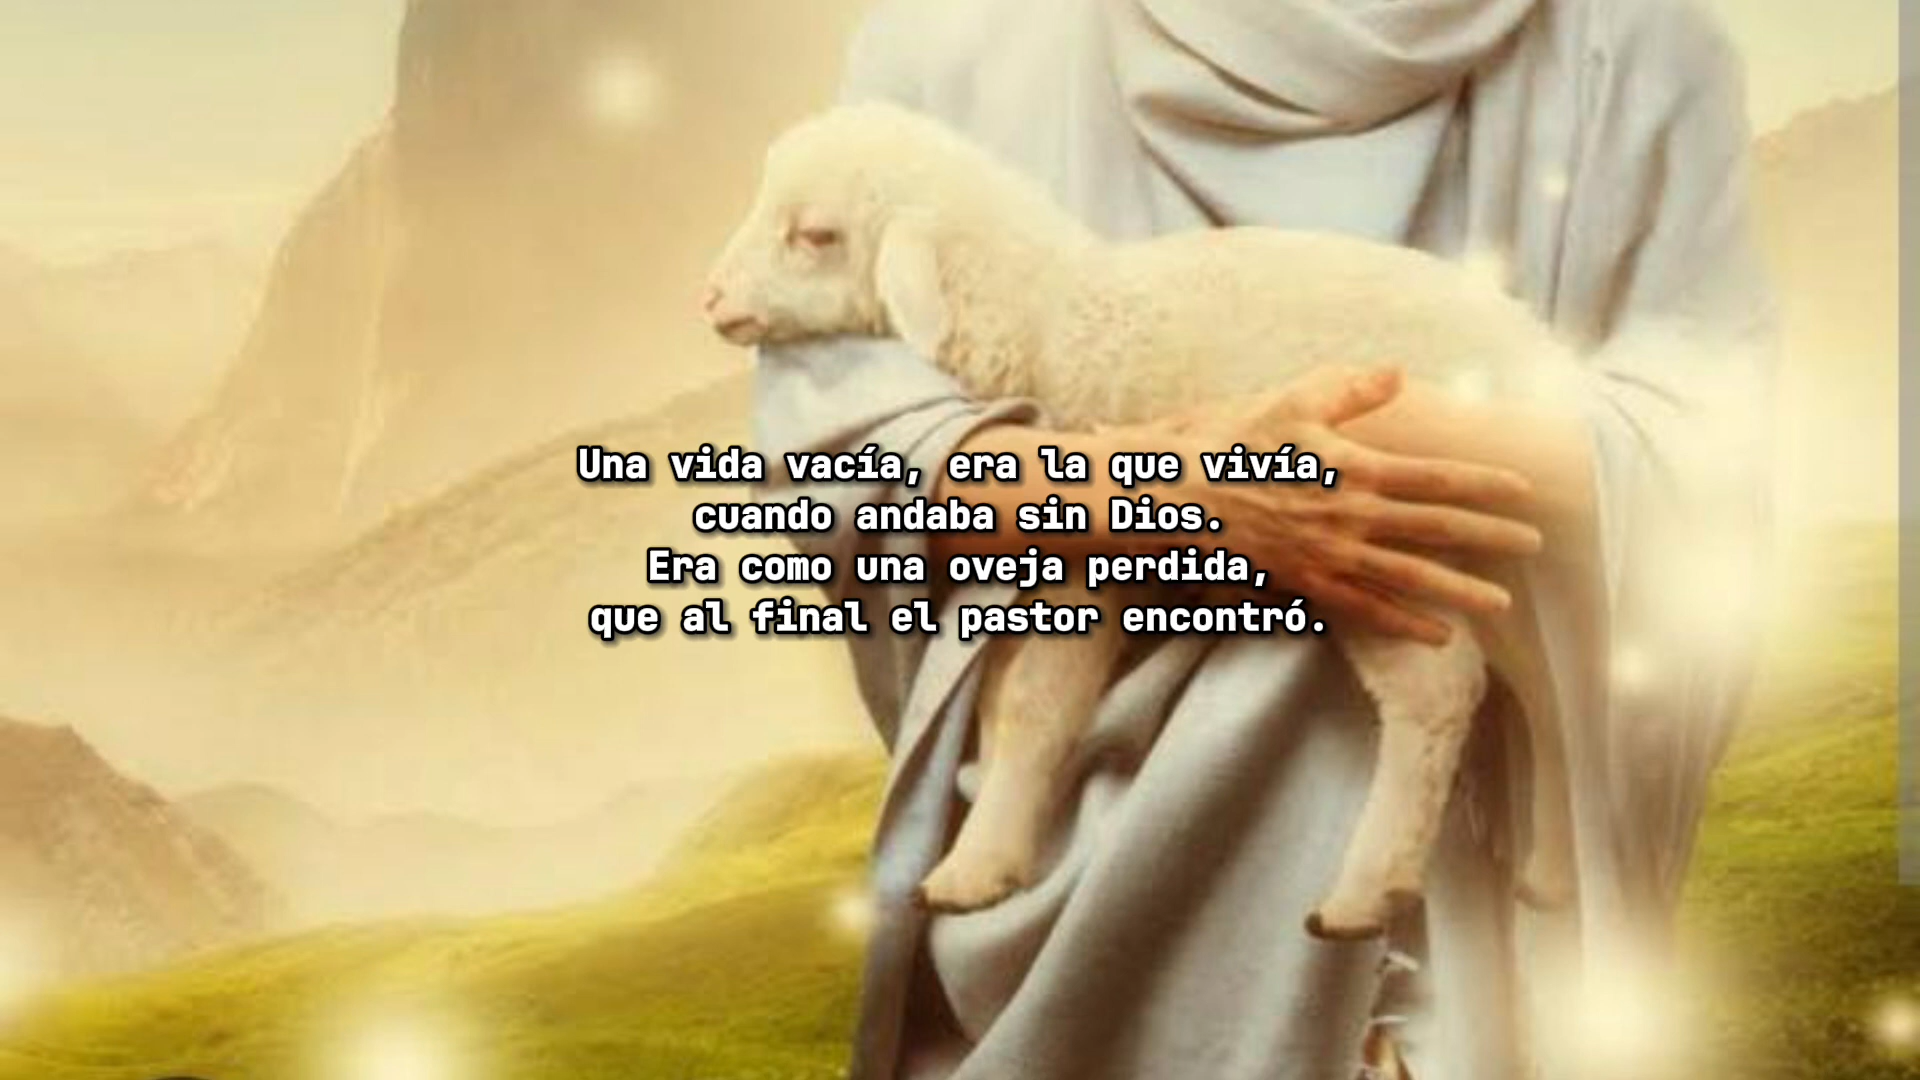 Una vida vacía, era la que vivía,
cuando andaba sin Dios.
Era como una oveja perdida,
que al final el pastor encontró.